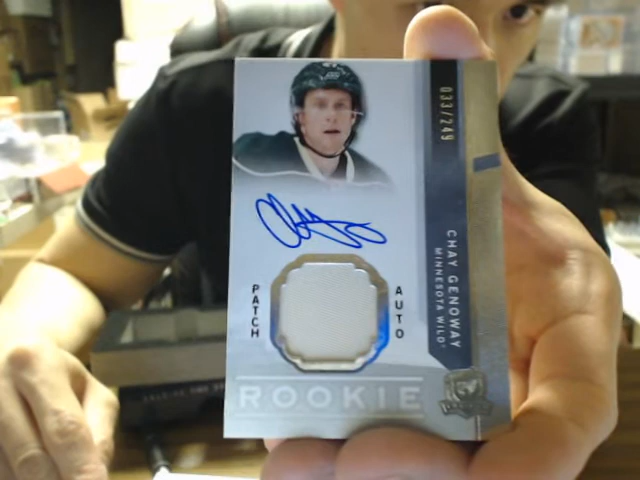 033/249
CHAY GENOWAY
MINNESOTA WILD
PATCH
AUTO
ROOKIE